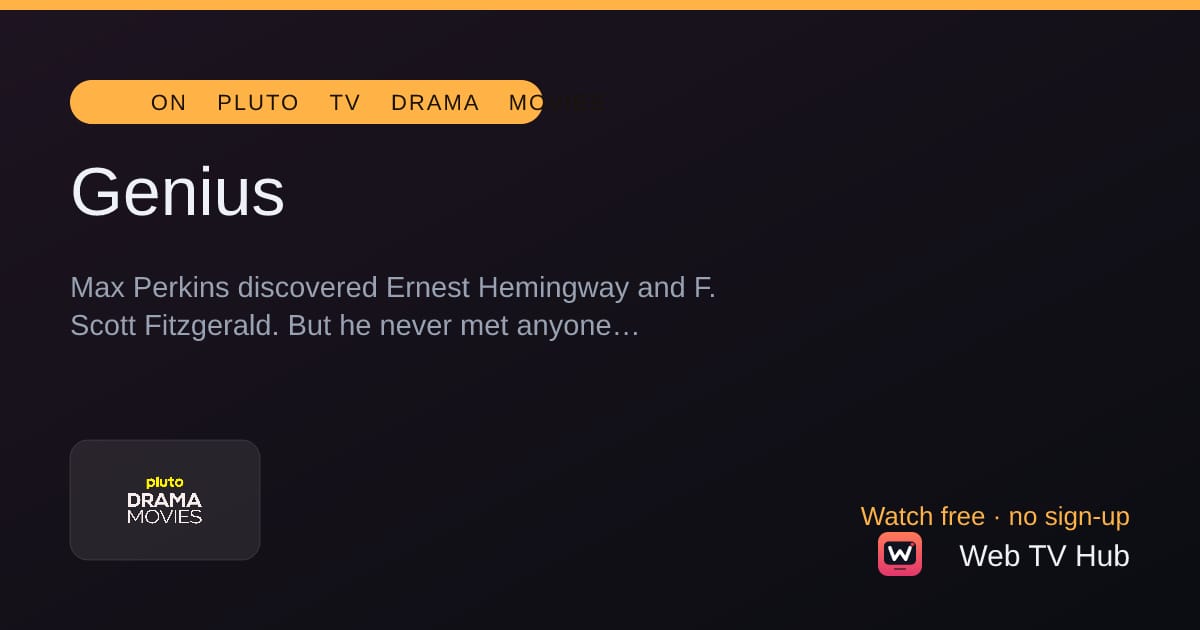 ON PLUTO TV DRAMA MOVIES
Genius
Max Perkins discovered Ernest Hemingway and F.
Scott Fitzgerald. But he never met anyone…
pluto
DRAMA
MOVIES
Watch free · no sign-up
W
Web TV Hub